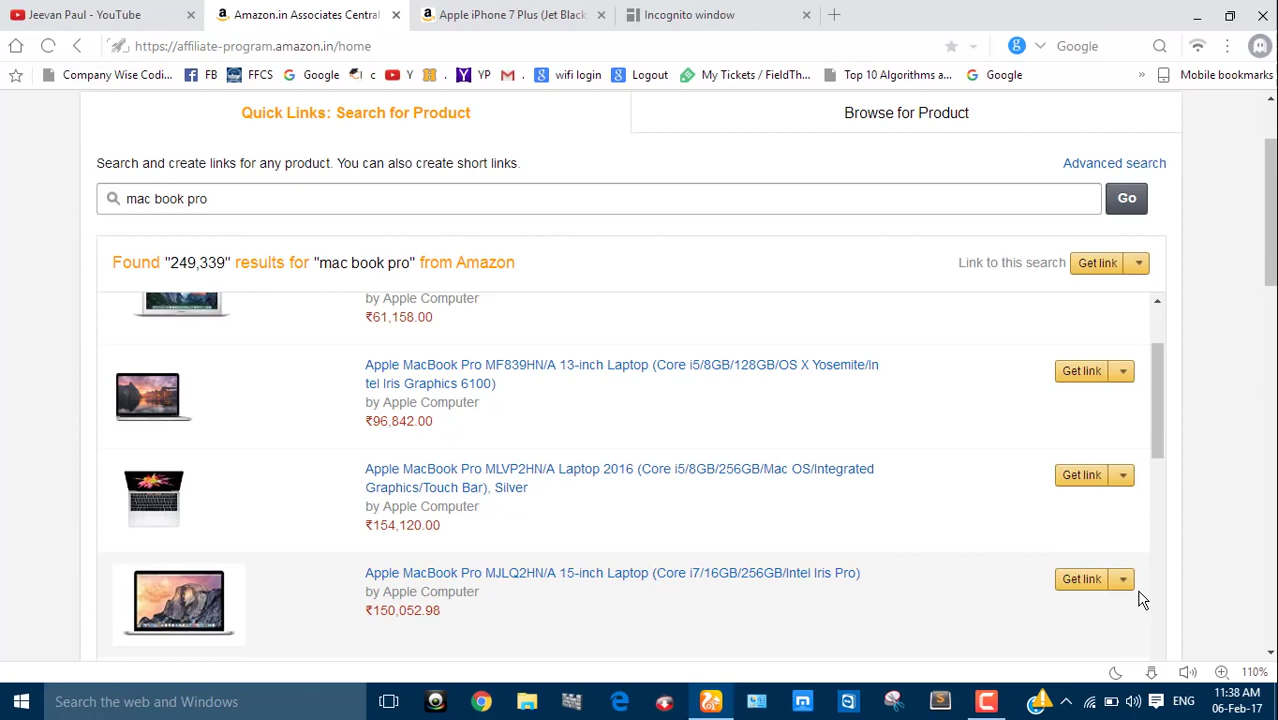 Jeevan Paul - YouTube
Amazon.in Associates Central
Apple iPhone 7 Plus (Jet Black
Incognito window
https://affiliate-program.amazon.in/home
Google
Company Wise Codi...
FB
FFCS
Google
c
Y
YP
wifi login
Logout
My Tickets / FieldTh...
Top 10 Algorithms a...
Google
»
Mobile bookmarks
Quick Links: Search for Product
Browse for Product
Search and create links for any product. You can also create short links.
Advanced search
mac book pro
Go
Found "249,339" results for "mac book pro" from Amazon
Link to this search
Get link
by Apple Computer
₹61,158.00
Apple MacBook Pro MF839HN/A 13-inch Laptop (Core i5/8GB/128GB/OS X Yosemite/In
tel Iris Graphics 6100)
by Apple Computer
₹96,842.00
Get link
Apple MacBook Pro MLVP2HN/A Laptop 2016 (Core i5/8GB/256GB/Mac OS/Integrated
Graphics/Touch Bar), Silver
by Apple Computer
₹154,120.00
Get link
Apple MacBook Pro MJLQ2HN/A 15-inch Laptop (Core i7/16GB/256GB/Intel Iris Pro)
by Apple Computer
₹150,052.98
Get link
110%
Search the web and Windows
ENG
11:38 AM
06-Feb-17